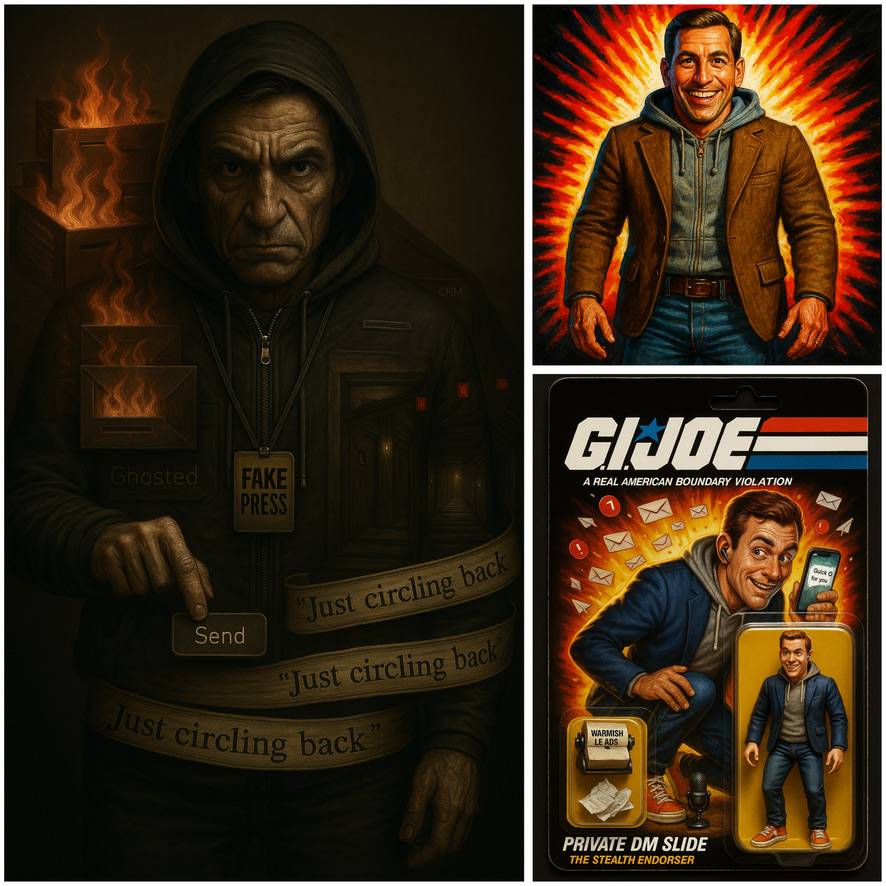 CRM
Ghosted
FAKE
PRESS
"Just circling back
Send
"Just circling back"
Just circling back"
G.I.JOE
A REAL AMERICAN BOUNDARY VIOLATION
7
!
!
Quick Q
for you
WARMISH
LE ADS
PRIVATE DM SLIDE
THE STEALTH ENDORSER